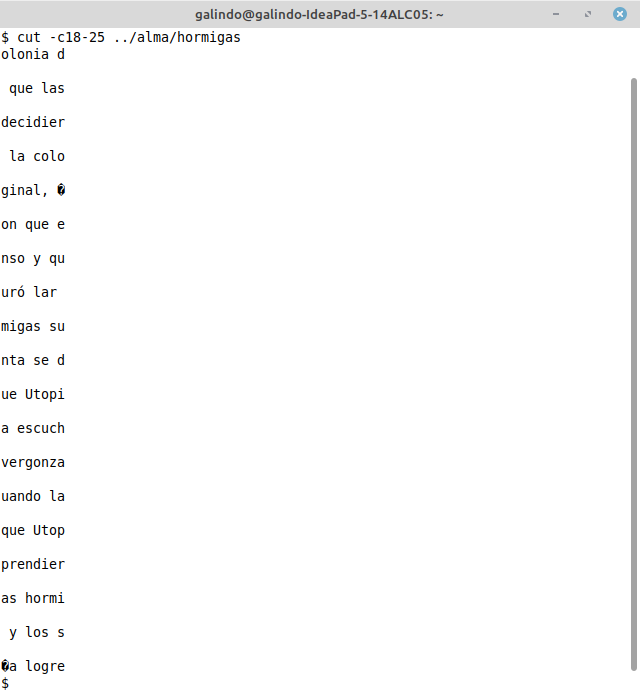 galindo@galindo-IdeaPad-5-14ALC05: ~
$ cut -c18-25 ../alma/hormigas
olonia d
 que las
decidier
 la colo
ginal, �
on que e
nso y qu
uró lar
migas su
nta se d
ue Utopi
a escuch
vergonza
uando la
que Utop
prendier
as hormi
 y los s
�a logre
$